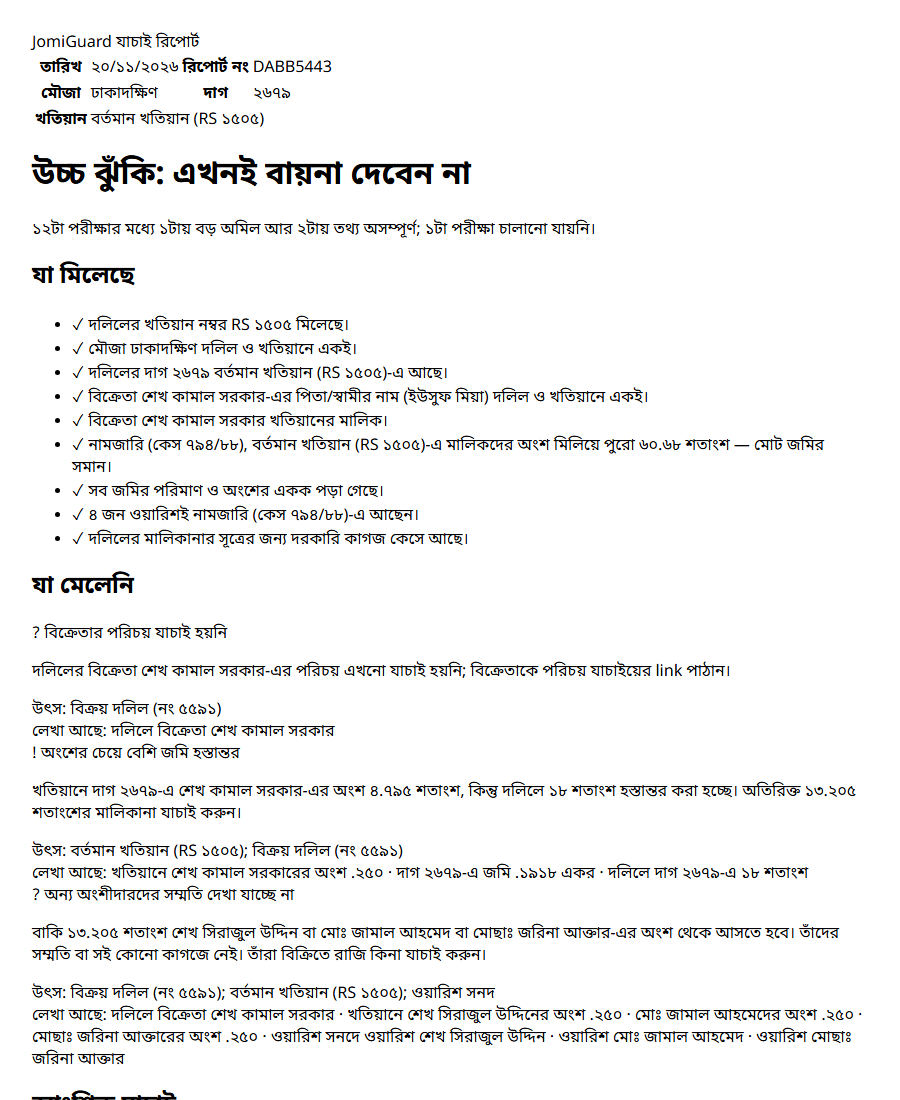 JomiGuard যাচাই রিপোর্ট
তারিখ ২০/১১/২০২৬ রিপোর্ট নং DABB5443
মৌজা ঢাকাদক্ষিণ দাগ ২৬৭৯
খতিয়ান বর্তমান খতিয়ান (RS ১৫০৫)
উচ্চ ঝুঁকি: এখনই বায়না দেবেন না
১২টা পরীক্ষার মধ্যে ১টায় বড় অমিল আর ২টায় তথ্য অসম্পূর্ণ; ১টা পরীক্ষা চালানো যায়নি।
যা মিলেছে
• ✓ দলিলের খতিয়ান নম্বর RS ১৫০৫ মিলেছে।
• ✓ মৌজা ঢাকাদক্ষিণ দলিল ও খতিয়ানে একই।
• ✓ দলিলের দাগ ২৬৭৯ বর্তমান খতিয়ান (RS ১৫০৫)-এ আছে।
• ✓ বিক্রেতা শেখ কামাল সরকার-এর পিতা/স্বামীর নাম (ইউসুফ মিয়া) দলিল ও খতিয়ানে একই।
• ✓ বিক্রেতা শেখ কামাল সরকার খতিয়ানের মালিক।
• ✓ নামজারি (কেস ৭৯৪/৮৮), বর্তমান খতিয়ান (RS ১৫০৫)-এ মালিকদের অংশ মিলিয়ে পুরো ৬০.৬৮ শতাংশ — মোট জমির
সমান।
• ✓ সব জমির পরিমাণ ও অংশের একক পড়া গেছে।
• ✓ ৪ জন ওয়ারিশই নামজারি (কেস ৭৯৪/৮৮)-এ আছেন।
• ✓ দলিলের মালিকানার সূত্রের জন্য দরকারি কাগজ কেসে আছে।
যা মেলেনি
? বিক্রেতার পরিচয় যাচাই হয়নি
দলিলের বিক্রেতা শেখ কামাল সরকার-এর পরিচয় এখনো যাচাই হয়নি; বিক্রেতাকে পরিচয় যাচাইয়ের link পাঠান।
উৎস: বিক্রয় দলিল (নং ৫৫৯১)
লেখা আছে: দলিলে বিক্রেতা শেখ কামাল সরকার
! অংশের চেয়ে বেশি জমি হস্তান্তর
খতিয়ানে দাগ ২৬৭৯-এ শেখ কামাল সরকার-এর অংশ ৪.৭৯৫ শতাংশ, কিন্তু দলিলে ১৮ শতাংশ হস্তান্তর করা হচ্ছে। অতিরিক্ত ১৩.২০৫
শতাংশের মালিকানা যাচাই করুন।
উৎস: বর্তমান খতিয়ান (RS ১৫০৫); বিক্রয় দলিল (নং ৫৫৯১)
লেখা আছে: খতিয়ানে শেখ কামাল সরকারের অংশ .২৫০ · দাগ ২৬৭৯-এ জমি .১৯১৮ একর · দলিলে দাগ ২৬৭৯-এ ১৮ শতাংশ
? অন্য অংশীদারদের সম্মতি দেখা যাচ্ছে না
বাকি ১৩.২০৫ শতাংশ শেখ সিরাজুল উদ্দিন বা মোঃ জামাল আহমেদ বা মোছাঃ জরিনা আক্তার-এর অংশ থেকে আসতে হবে। তাঁদের
সম্মতি বা সই কোনো কাগজে নেই। তাঁরা বিক্রিতে রাজি কিনা যাচাই করুন।
উৎস: বিক্রয় দলিল (নং ৫৫৯১); বর্তমান খতিয়ান (RS ১৫০৫); ওয়ারিশ সনদ
লেখা আছে: দলিলে বিক্রেতা শেখ কামাল সরকার · খতিয়ানে শেখ সিরাজুল উদ্দিনের অংশ .২৫০ · মোঃ জামাল আহমেদের অংশ .২৫০ ·
মোছাঃ জরিনা আক্তারের অংশ .২৫০ · ওয়ারিশ সনদে ওয়ারিশ শেখ সিরাজুল উদ্দিন · ওয়ারিশ মোঃ জামাল আহমেদ · ওয়ারিশ মোছাঃ
জরিনা আক্তার